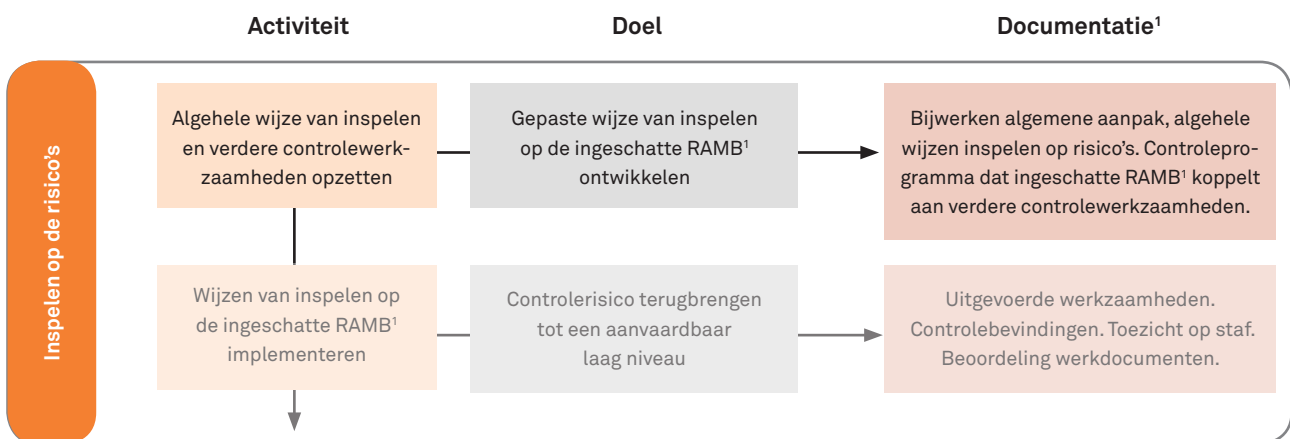 Activiteit
Doel
Documentatie¹
Inspelen op de risico's
Algehele wijze van inspelen
en verdere controlewerk-
zaamheden opzetten
Gepaste wijze van inspelen
op de ingeschatte RAMB¹
ontwikkelen
Bijwerken algemene aanpak, algehele
wijzen inspelen op risico's. Controlepro-
gramma dat ingeschatte RAMB¹ koppelt
aan verdere controlewerkzaamheden.
Wijzen van inspelen op
de ingeschatte RAMB¹
implementeren
Controlerisico terugbrengen
tot een aanvaardbaar
laag niveau
Uitgevoerde werkzaamheden.
Controlebevindingen. Toezicht op staf.
Beoordeling werkdocumenten.